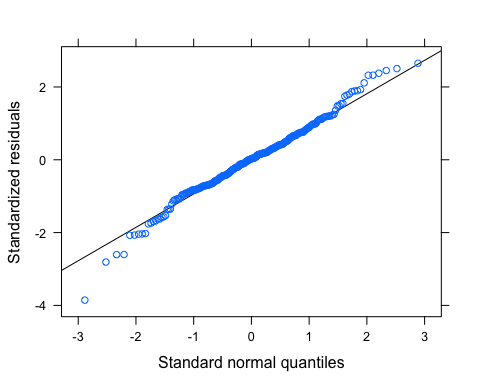 Standardized residuals
2
0
-2
-4
-3 -2 -1 0 1 2 3
Standard normal quantiles